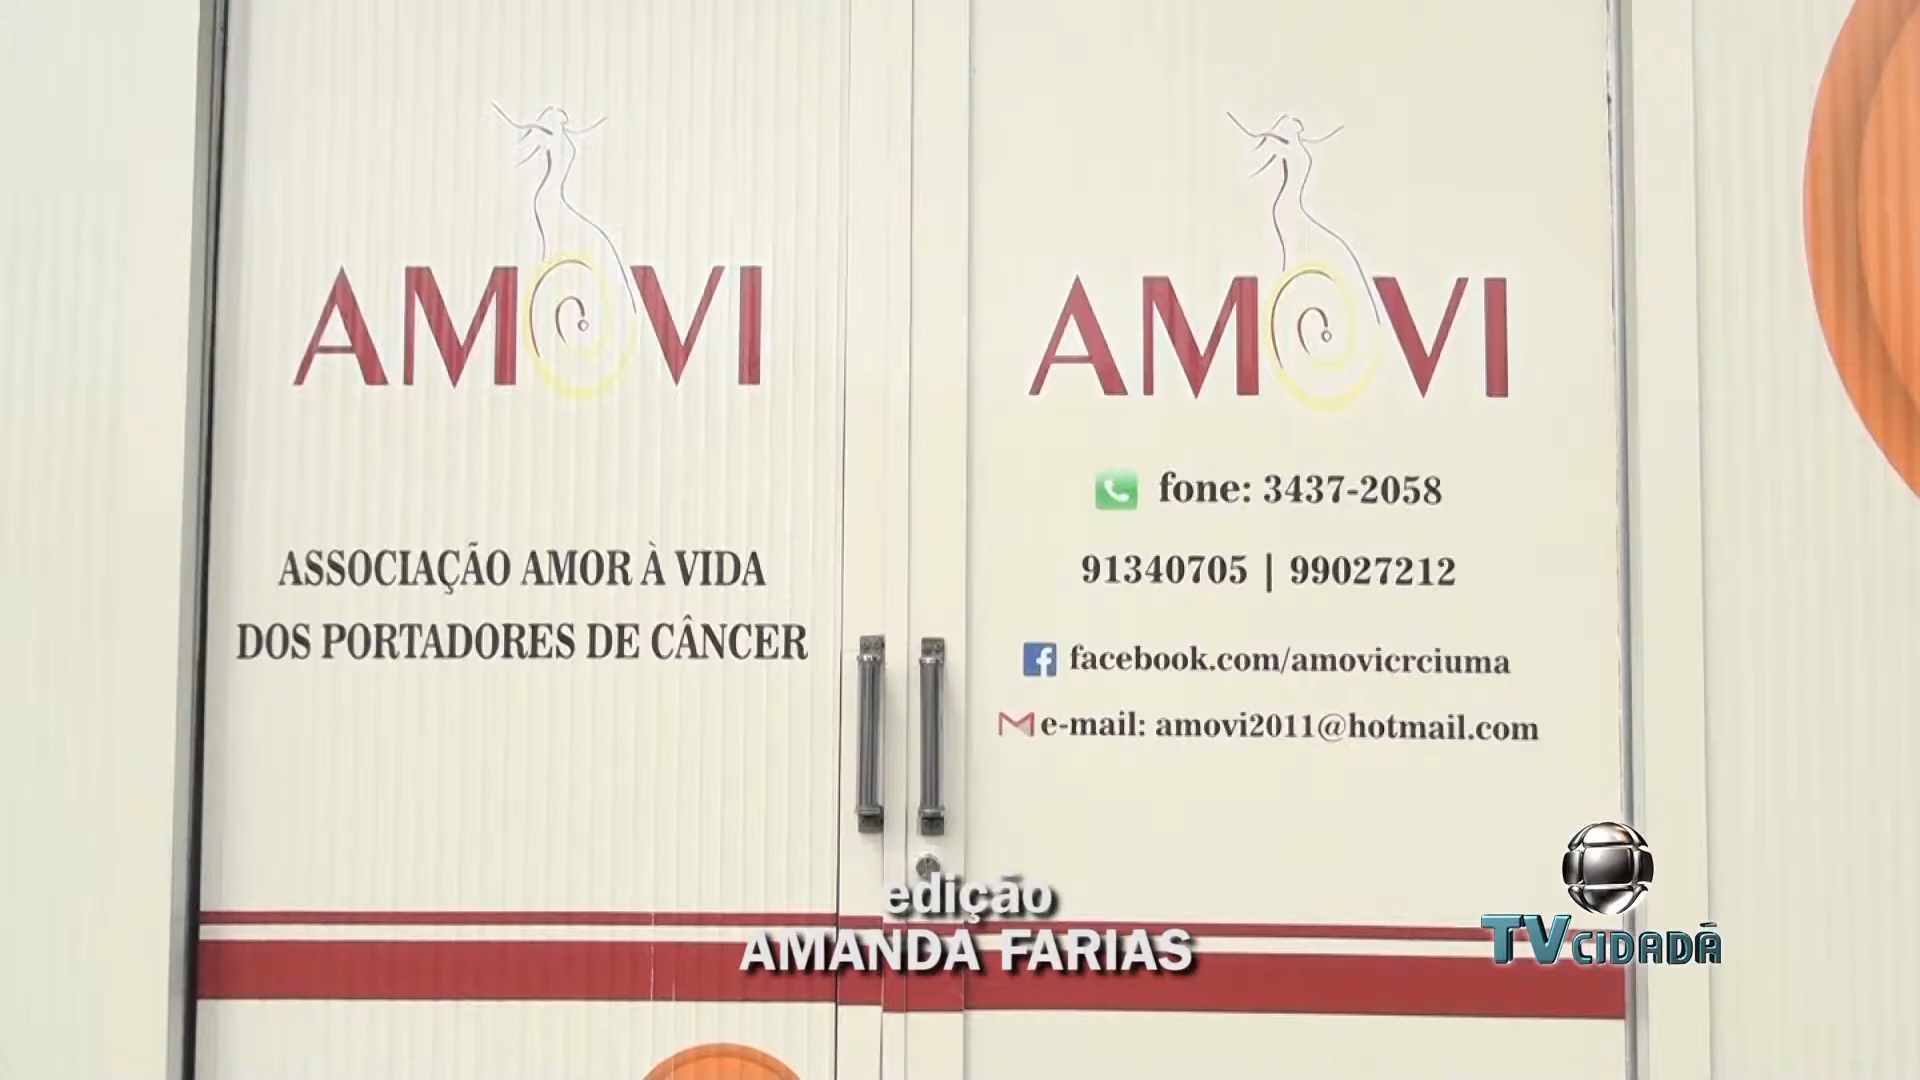 AMOVI
ASSOCIAÇÃO AMOR À VIDA
DOS PORTADORES DE CÂNCER
AMOVI
fone: 3437-2058
91340705 | 99027212
facebook.com/amovicrciuma
e-mail: amovi2011@hotmail.com
edição
AMANDA FARIAS
TV CIDADÃ